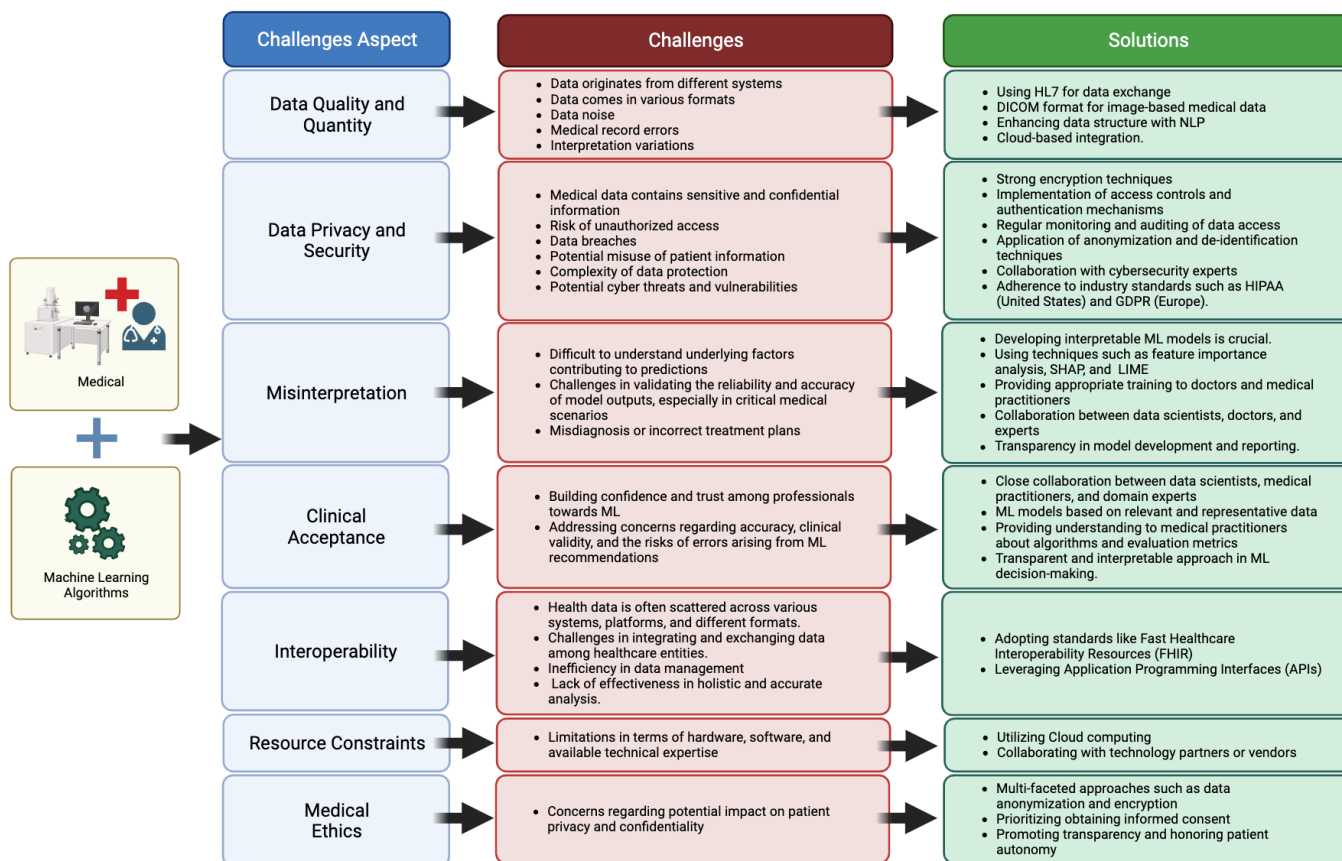 Challenges Aspect
Challenges
Solutions
Medical
Machine Learning
Algorithms
Data Quality and
Quantity
• Data originates from different systems
• Data comes in various formats
• Data noise
• Medical record errors
• Interpretation variations
• Using HL7 for data exchange
• DICOM format for image-based medical data
• Enhancing data structure with NLP
• Cloud-based integration.
Data Privacy and
Security
• Medical data contains sensitive and confidential
information
• Risk of unauthorized access
• Data breaches
• Potential misuse of patient information
• Complexity of data protection
• Potential cyber threats and vulnerabilities
• Strong encryption techniques
• Implementation of access controls and
authentication mechanisms
• Regular monitoring and auditing of data access
• Application of anonymization and de-identification
techniques
• Collaboration with cybersecurity experts
• Adherence to industry standards such as HIPAA
(United States) and GDPR (Europe).
Misinterpretation
• Difficult to understand underlying factors
contributing to predictions
• Challenges in validating the reliability and accuracy
of model outputs, especially in critical medical
scenarios
• Misdiagnosis or incorrect treatment plans
• Developing interpretable ML models is crucial.
• Using techniques such as feature importance
analysis, SHAP, and LIME
• Providing appropriate training to doctors and medical
practitioners
• Collaboration between data scientists, doctors, and
experts
• Transparency in model development and reporting.
Clinical
Acceptance
• Building confidence and trust among professionals
towards ML
• Addressing concerns regarding accuracy, clinical
validity, and the risks of errors arising from ML
recommendations
• Close collaboration between data scientists, medical
practitioners, and domain experts
• ML models based on relevant and representative data
• Providing understanding to medical practitioners
about algorithms and evaluation metrics
• Transparent and interpretable approach in ML
decision-making.
Interoperability
• Health data is often scattered across various
systems, platforms, and different formats.
• Challenges in integrating and exchanging data
among healthcare entities.
• Inefficiency in data management
• Lack of effectiveness in holistic and accurate
analysis.
• Adopting standards like Fast Healthcare
Interoperability Resources (FHIR)
• Leveraging Application Programming Interfaces (APIs)
Resource Constraints
• Limitations in terms of hardware, software, and
available technical expertise
• Utilizing Cloud computing
• Collaborating with technology partners or vendors
Medical
Ethics
• Concerns regarding potential impact on patient
privacy and confidentiality
• Multi-faceted approaches such as data
anonymization and encryption
• Prioritizing obtaining informed consent
• Promoting transparency and honoring patient
autonomy